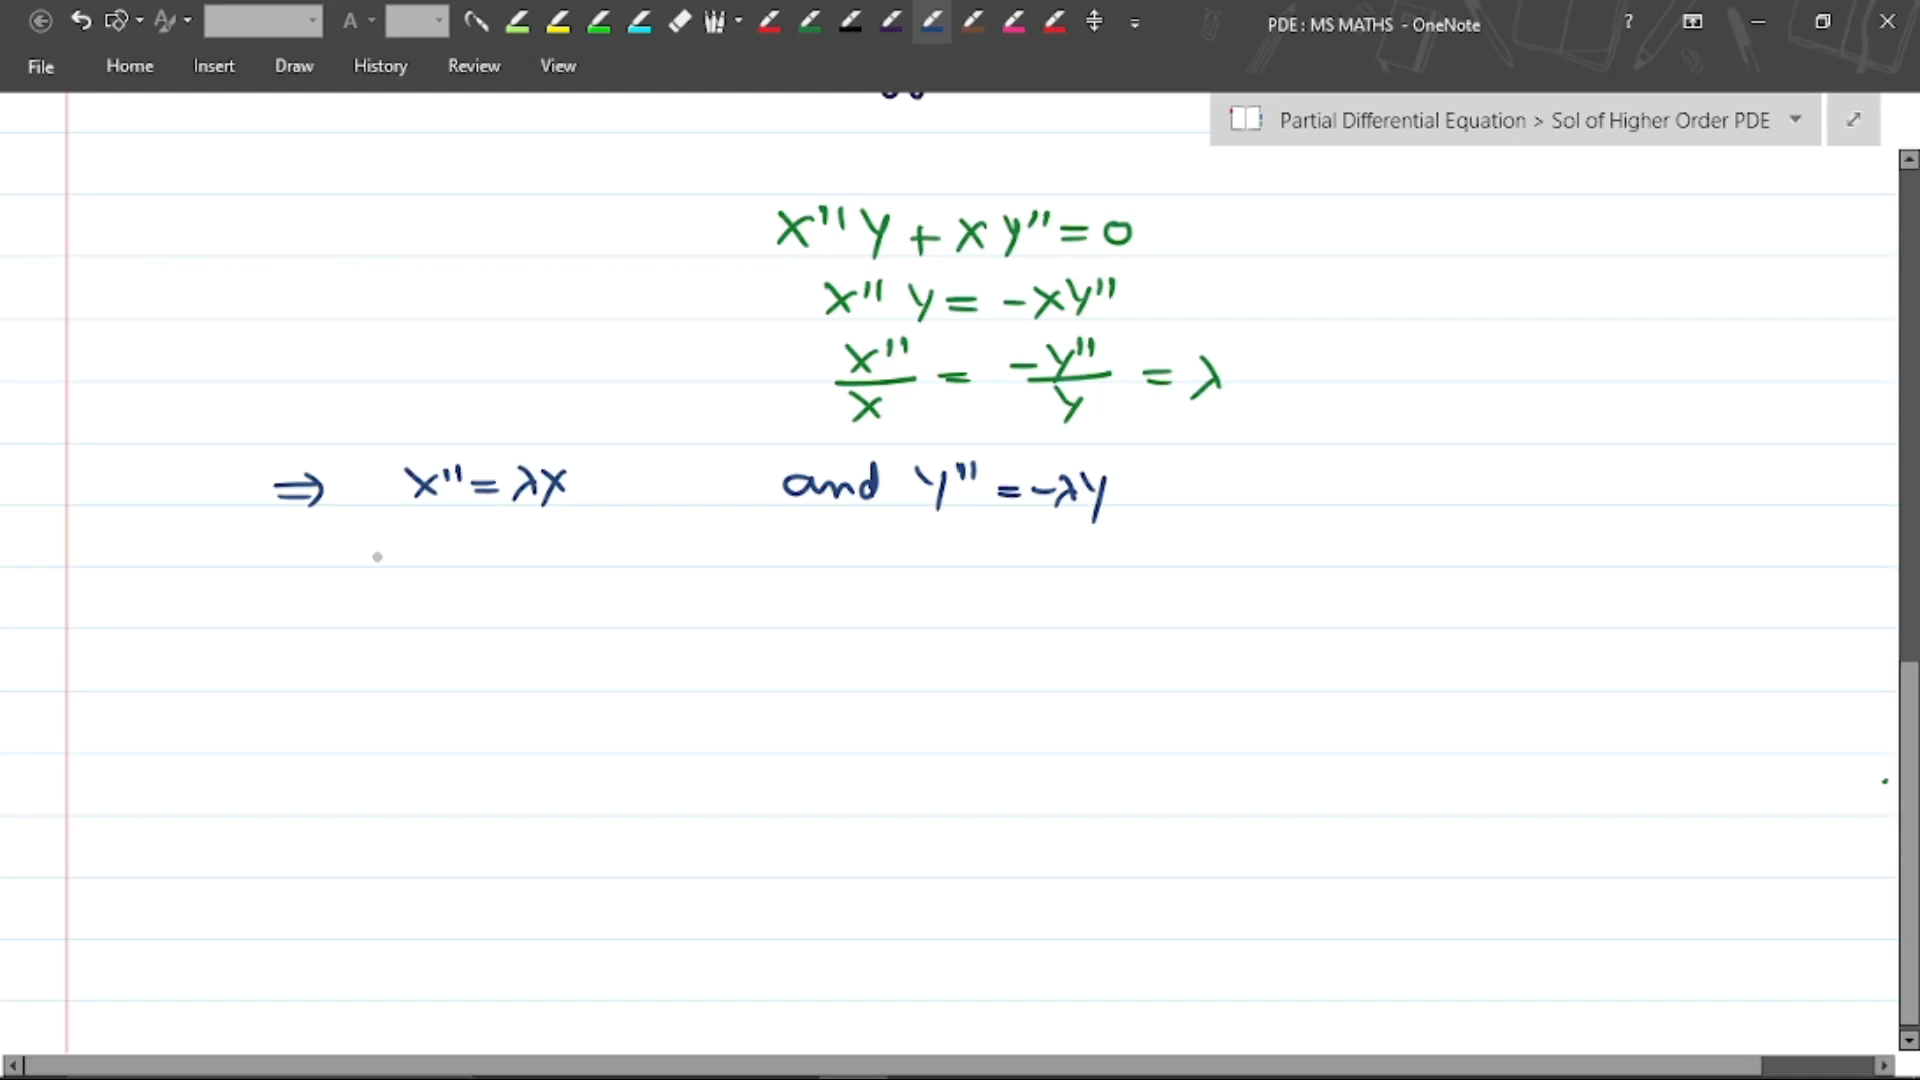 A
PDE : MS MATHS - OneNote
?
File Home Insert Draw History Review View
Partial Differential Equation > Sol of Higher Order PDE
X"Y + XY" = 0
X"Y = -XY"
X"/X = -Y"/Y = λ
⇒ X" = λX and Y" = -λY